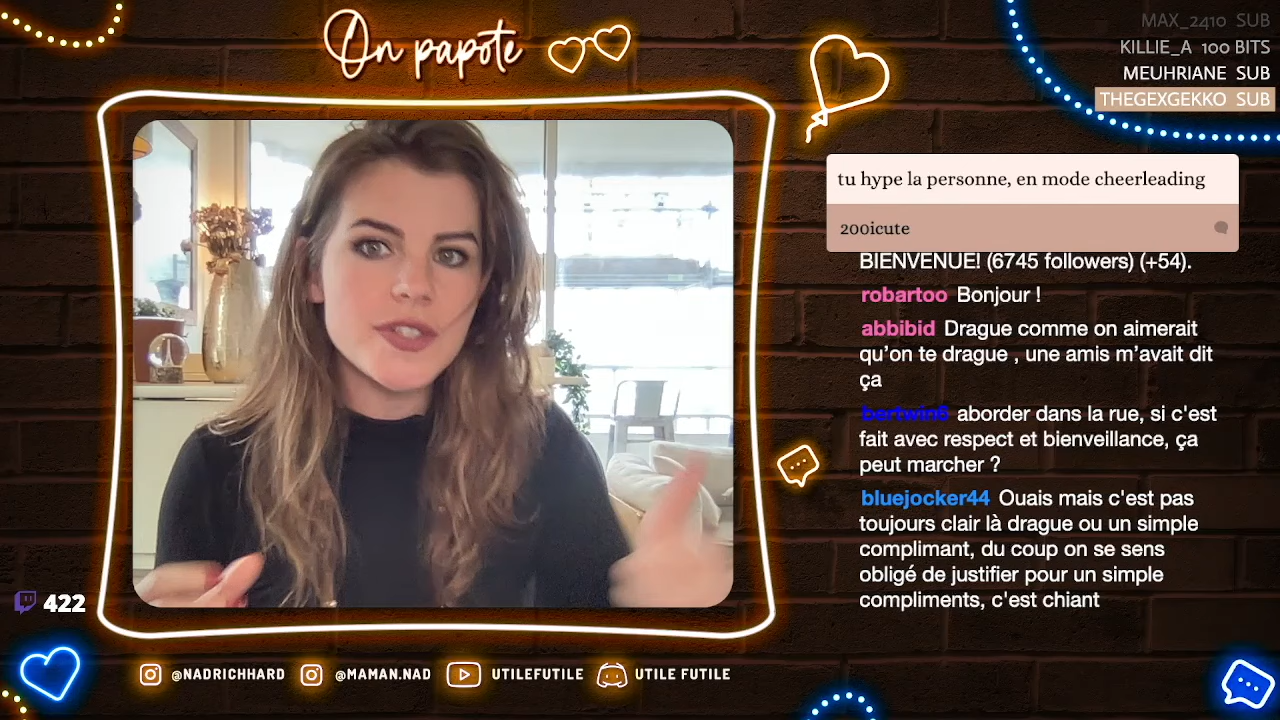 On papote
MAX_2410 SUB
KILLIE_A 100 BITS
MEUHRIANE SUB
THEGEXGEKKO SUB
tu hype la personne, en mode cheerleading
200icute
BIENVENUE! (6745 followers) (+54).
robartoo Bonjour !
abbibid Drague comme on aimerait
qu'on te drague , une amis m'avait dit
ça
bertwin6 aborder dans la rue, si c'est
fait avec respect et bienveillance, ça
peut marcher ?
bluejocker44 Ouais mais c'est pas
toujours clair là drague ou un simple
complimant, du coup on se sens
obligé de justifier pour un simple
compliments, c'est chiant
422
@NADRICHHARD @MAMAN.NAD UTILEFUTILE UTILE FUTILE